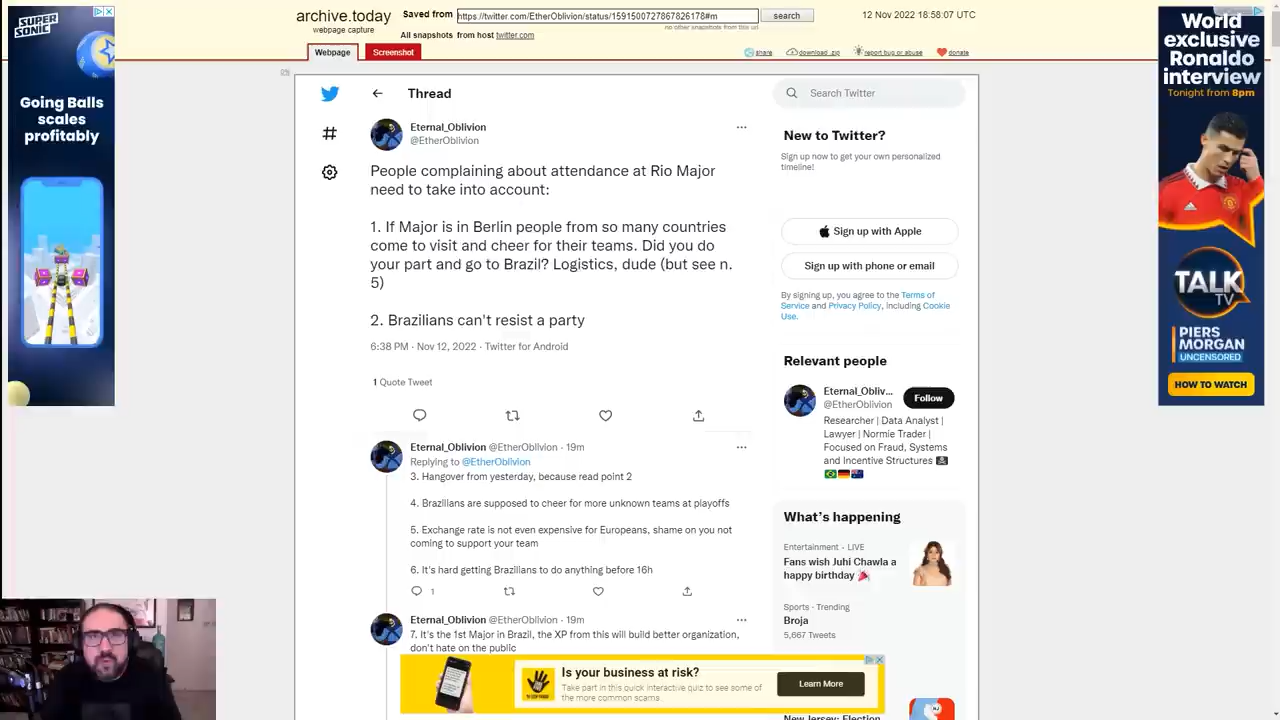 SUPER
SONIC
Going Balls
scales
profitably
archive.today
webpage capture
Saved from
https://twitter.com/EtherOblivion/status/1591500727867826178#m
search
12 Nov 2022 18:58:07 UTC
no other snapshots from this url
All snapshots from host twitter.com
Webpage
Screenshot
share
download .zip
report bug or abuse
donate
Thread
Search Twitter
Eternal_Oblivion
@EtherOblivion
People complaining about attendance at Rio Major
need to take into account:
1. If Major is in Berlin people from so many countries
come to visit and cheer for their teams. Did you do
your part and go to Brazil? Logistics, dude (but see n.
5)
2. Brazilians can't resist a party
6:38 PM · Nov 12, 2022 · Twitter for Android
1 Quote Tweet
Eternal_Oblivion @EtherOblivion · 19m
Replying to @EtherOblivion
3. Hangover from yesterday, because read point 2
4. Brazilians are supposed to cheer for more unknown teams at playoffs
5. Exchange rate is not even expensive for Europeans, shame on you not
coming to support your team
6. It's hard getting Brazilians to do anything before 16h
1
Eternal_Oblivion @EtherOblivion · 19m
7. It's the 1st Major in Brazil, the XP from this will build better organization,
don't hate on the public
New to Twitter?
Sign up now to get your own personalized
timeline!
Sign up with Apple
Sign up with phone or email
By signing up, you agree to the Terms of
Service and Privacy Policy, including Cookie
Use.
Relevant people
Eternal_Obliv...
@EtherOblivion
Follow
Researcher | Data Analyst |
Lawyer | Normie Trader |
Focused on Fraud, Systems
and Incentive Structures
What's happening
Entertainment · LIVE
Fans wish Juhi Chawla a
happy birthday
Sports · Trending
Broja
5,667 Tweets
New Jersey: Election
Is your business at risk?
Take part in this quick interactive quiz to see some of
the more common scams.
Learn More
World
exclusive
Ronaldo
interview
Tonight from 8pm
TALK
TV
PIERS
MORGAN
UNCENSORED
HOW TO WATCH